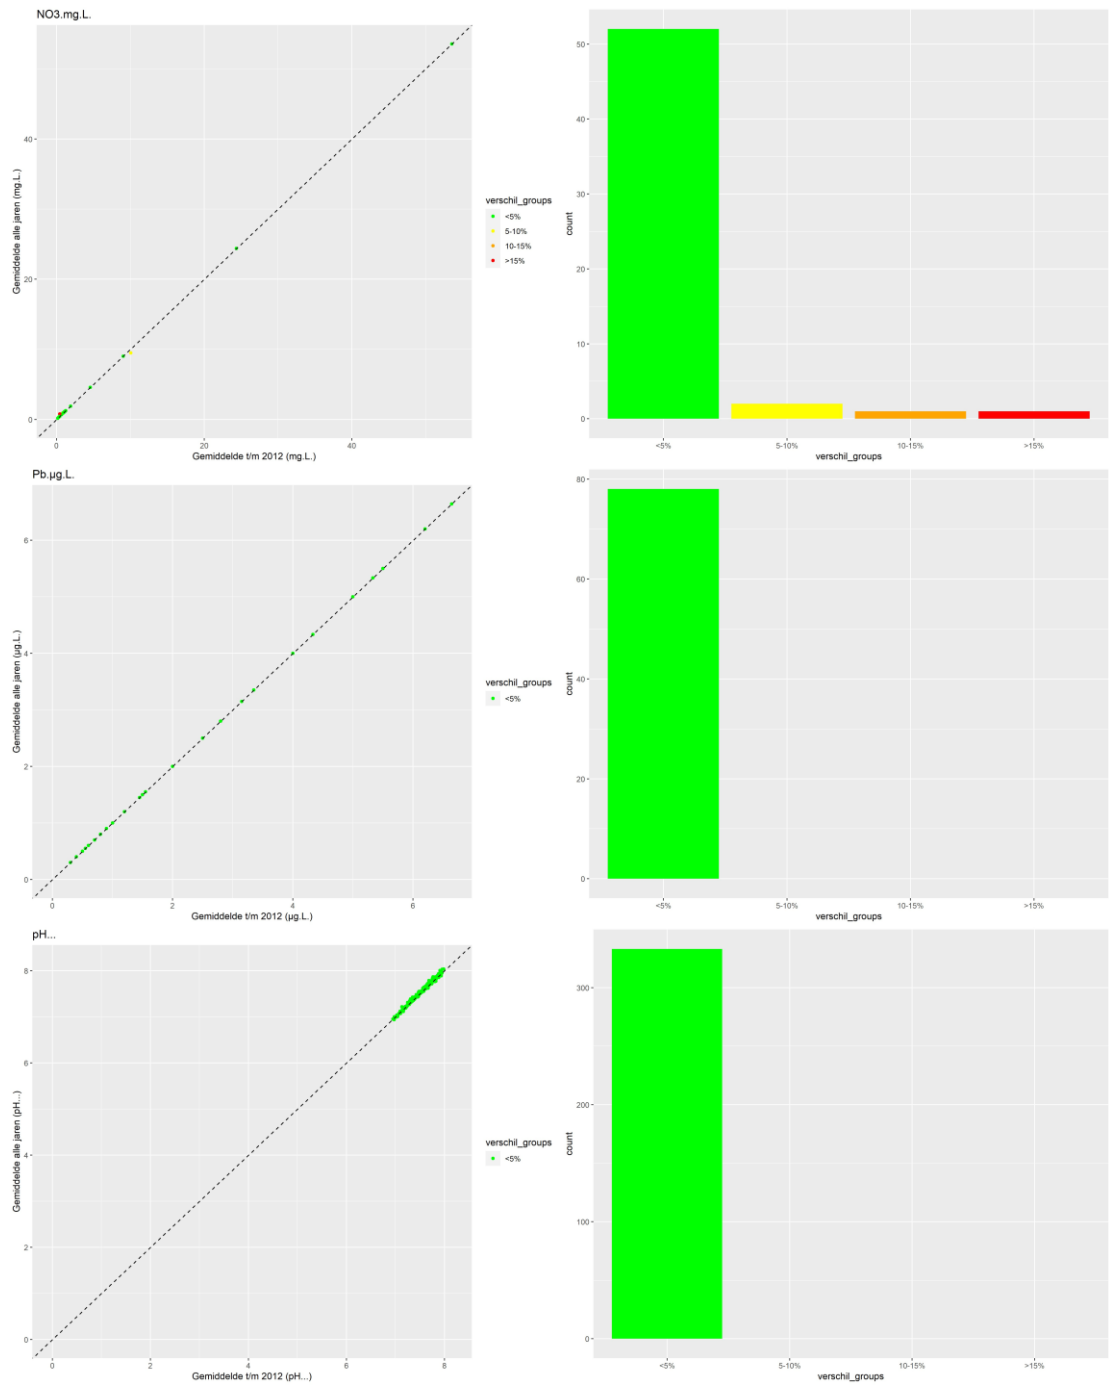 NO3.mg.L.
Gemiddelde alle jaren (mg.L.)
40
20
0
0 20 40
Gemiddelde t/m 2012 (mg.L.)
verschil_groups
<5%
5-10%
10-15%
>15%
count
50
40
30
20
10
0
<5% 5-10% 10-15% >15%
verschil_groups
Pb.µg.L.
Gemiddelde alle jaren (µg.L.)
6
4
2
0
0 2 4 6
Gemiddelde t/m 2012 (µg.L.)
verschil_groups
<5%
count
80
60
40
20
0
<5% 5-10% 10-15% >15%
verschil_groups
pH...
Gemiddelde alle jaren (pH...)
8
6
4
2
0
0 2 4 6 8
Gemiddelde t/m 2012 (pH...)
verschil_groups
<5%
count
300
200
100
0
<5% 5-10% 10-15% >15%
verschil_groups